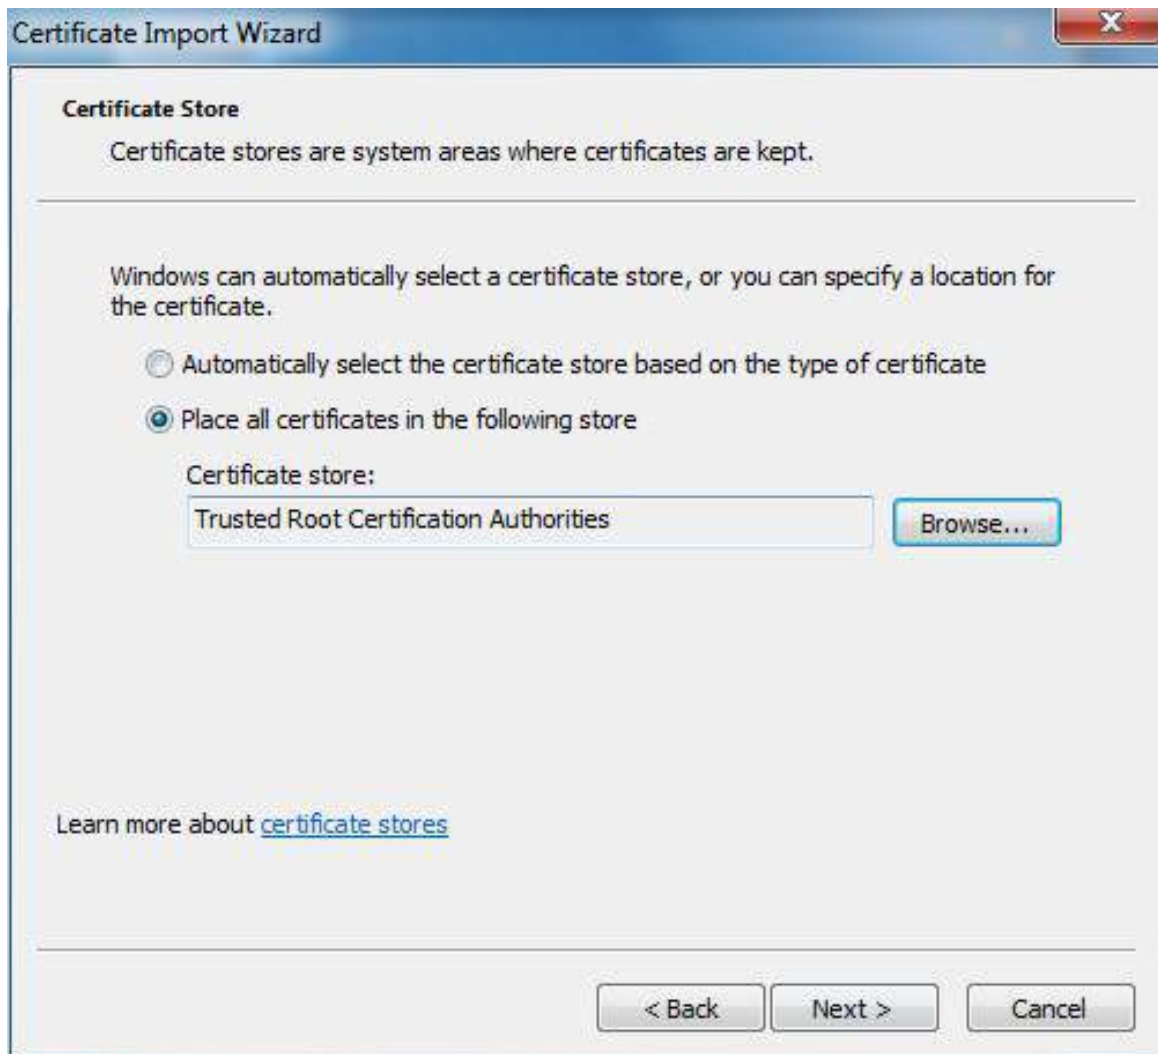 Certificate Import Wizard
Certificate Store
Certificate stores are system areas where certificates are kept.
Windows can automatically select a certificate store, or you can specify a location for
the certificate.
Automatically select the certificate store based on the type of certificate
Place all certificates in the following store
Certificate store:
Trusted Root Certification Authorities
Browse...
Learn more about certificate stores
< Back Next > Cancel